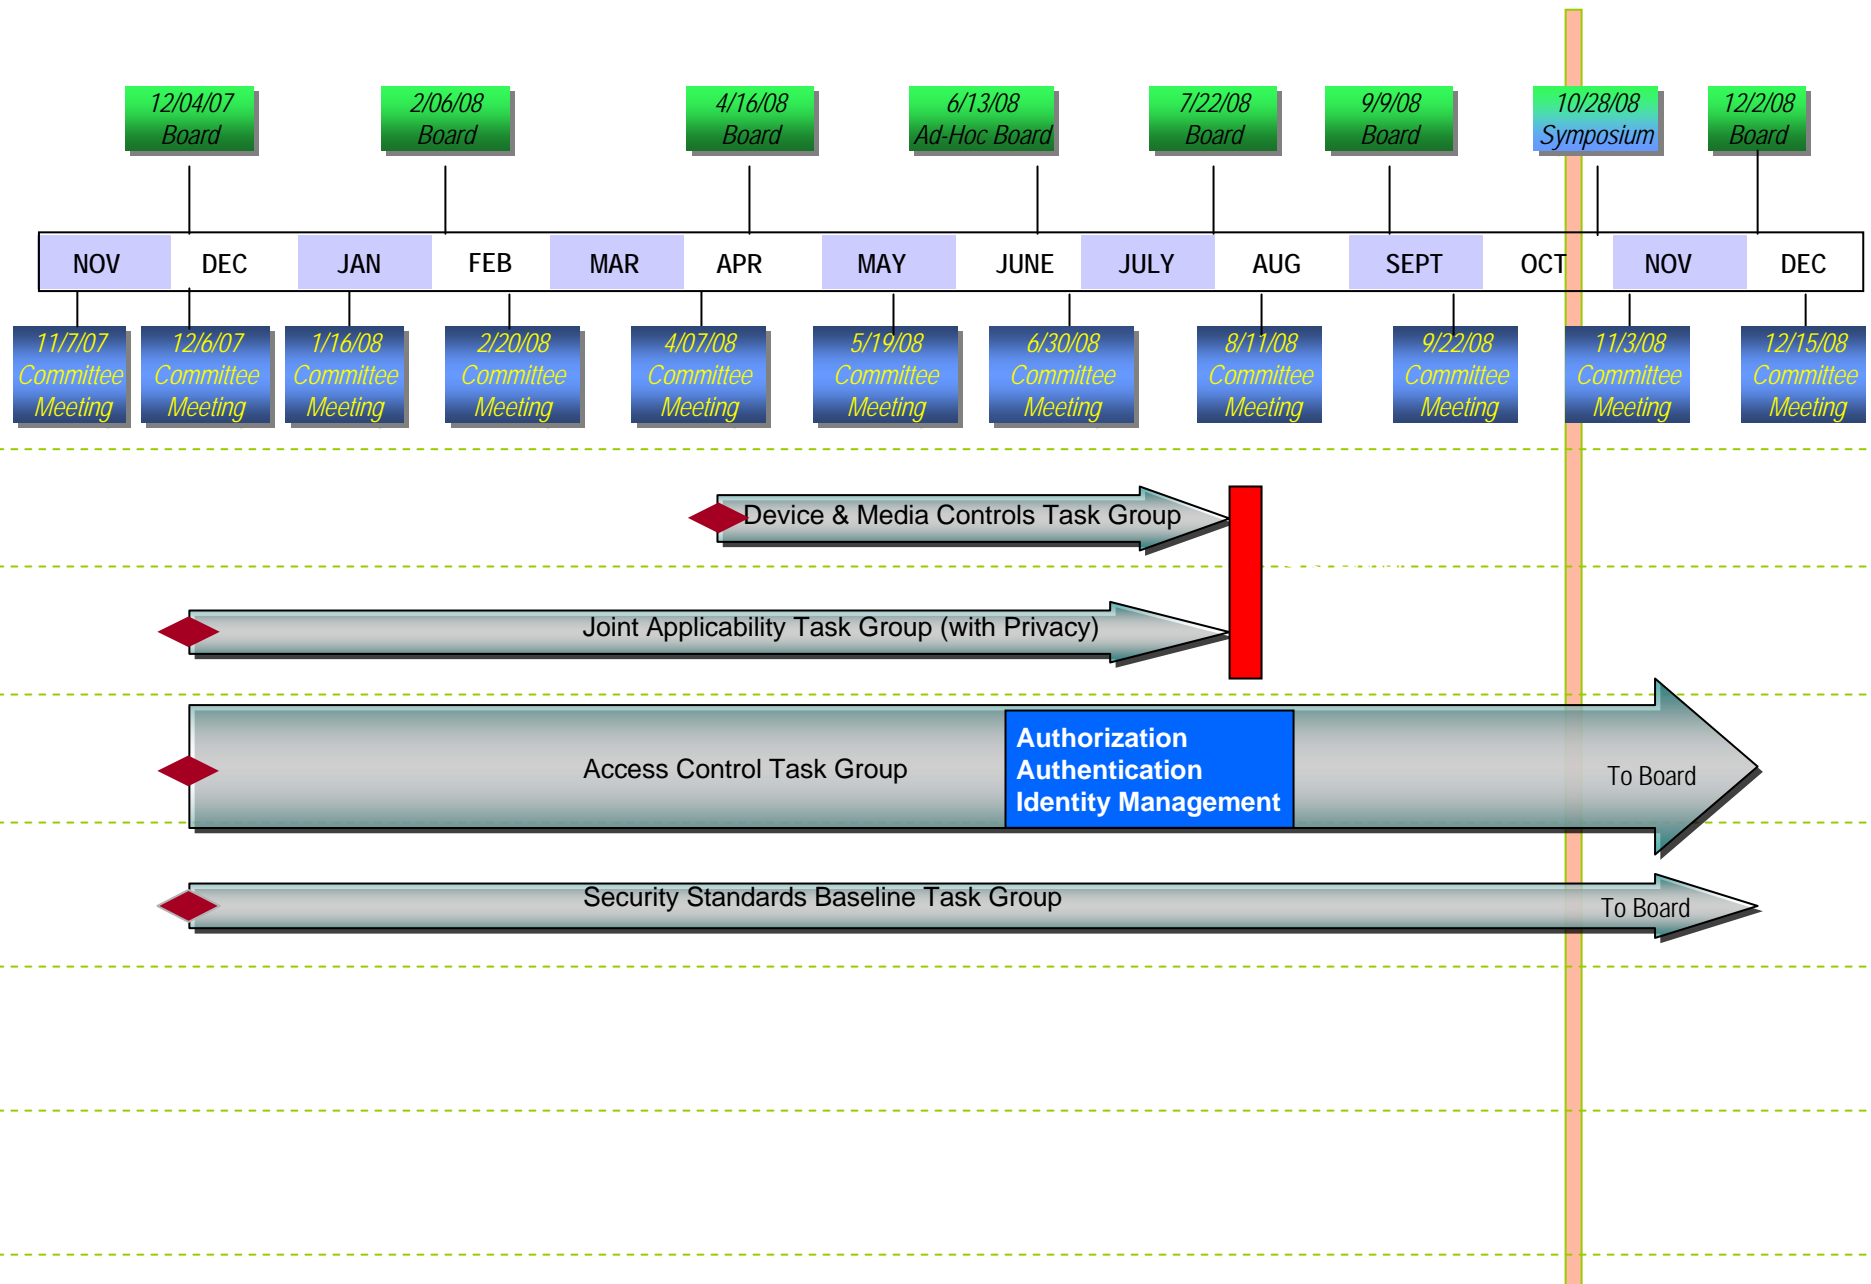 12/04/07
Board
2/06/08
Board
4/16/08
Board
6/13/08
Ad-Hoc Board
7/22/08
Board
9/9/08
Board
10/28/08
Symposium
12/2/08
Board
NOV DEC JAN FEB MAR APR MAY JUNE JULY AUG SEPT OCT NOV DEC
11/7/07
Committee
Meeting
12/6/07
Committee
Meeting
1/16/08
Committee
Meeting
2/20/08
Committee
Meeting
4/07/08
Committee
Meeting
5/19/08
Committee
Meeting
6/30/08
Committee
Meeting
8/11/08
Committee
Meeting
9/22/08
Committee
Meeting
11/3/08
Committee
Meeting
12/15/08
Committee
Meeting
Device & Media Controls Task Group
Joint Applicability Task Group (with Privacy)
Access Control Task Group
Authorization
Authentication
Identity Management
To Board
Security Standards Baseline Task Group
To Board